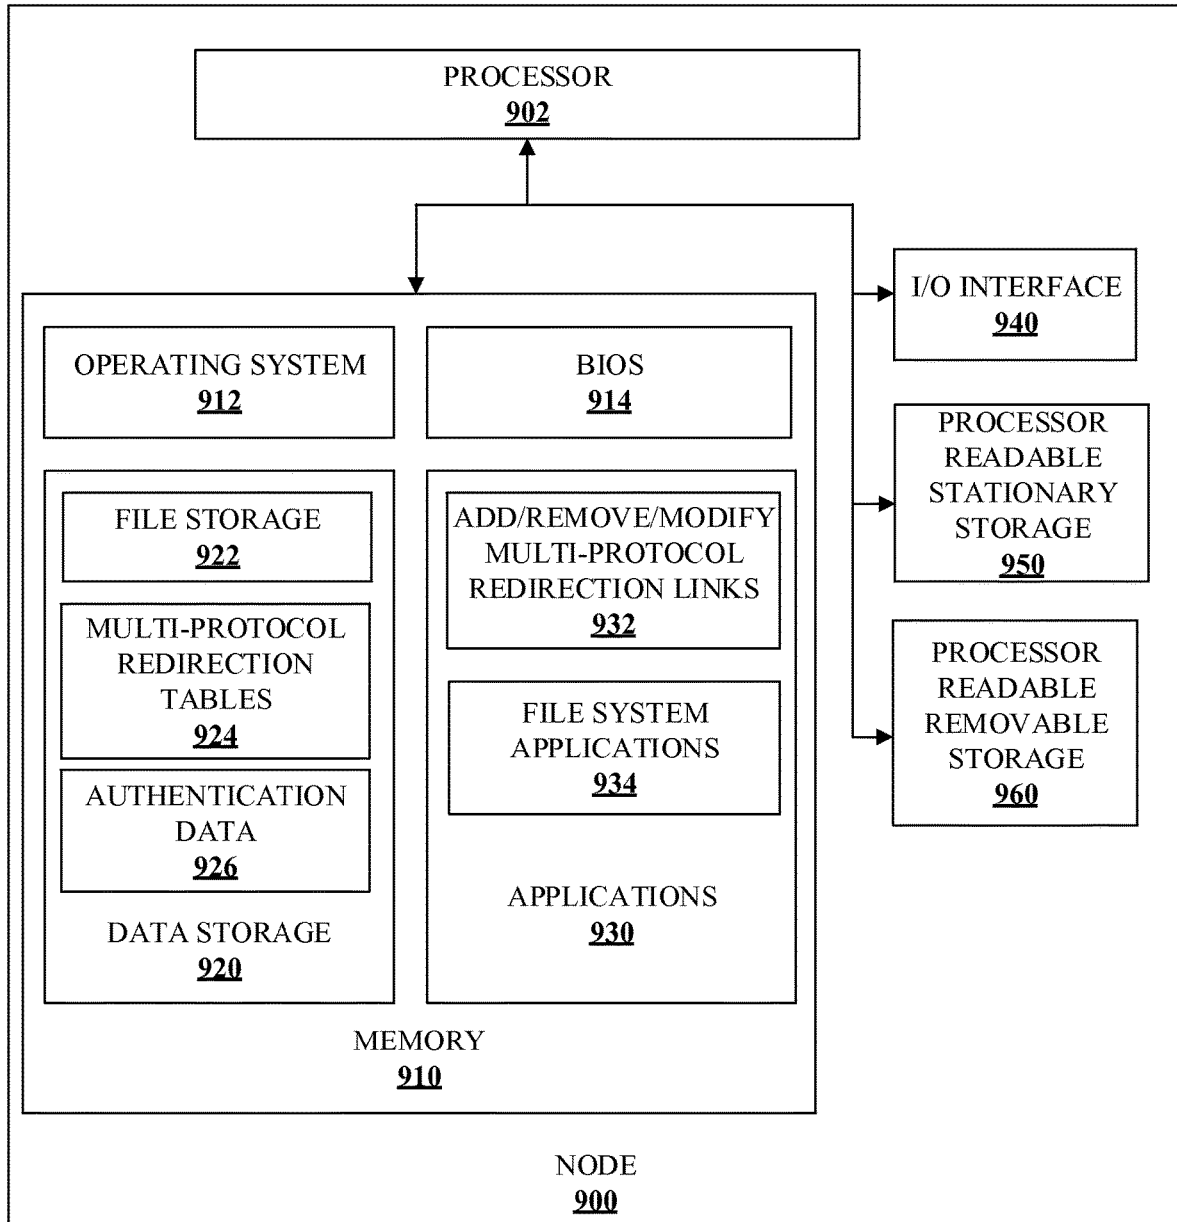 PROCESSOR
902
I/O INTERFACE
940
OPERATING SYSTEM
912
BIOS
914
PROCESSOR
READABLE
STATIONARY
STORAGE
950
FILE STORAGE
922
MULTI-PROTOCOL
REDIRECTION
TABLES
924
AUTHENTICATION
DATA
926
DATA STORAGE
920
ADD/REMOVE/MODIFY
MULTI-PROTOCOL
REDIRECTION LINKS
932
FILE SYSTEM
APPLICATIONS
934
APPLICATIONS
930
PROCESSOR
READABLE
REMOVABLE
STORAGE
960
MEMORY
910
NODE
900